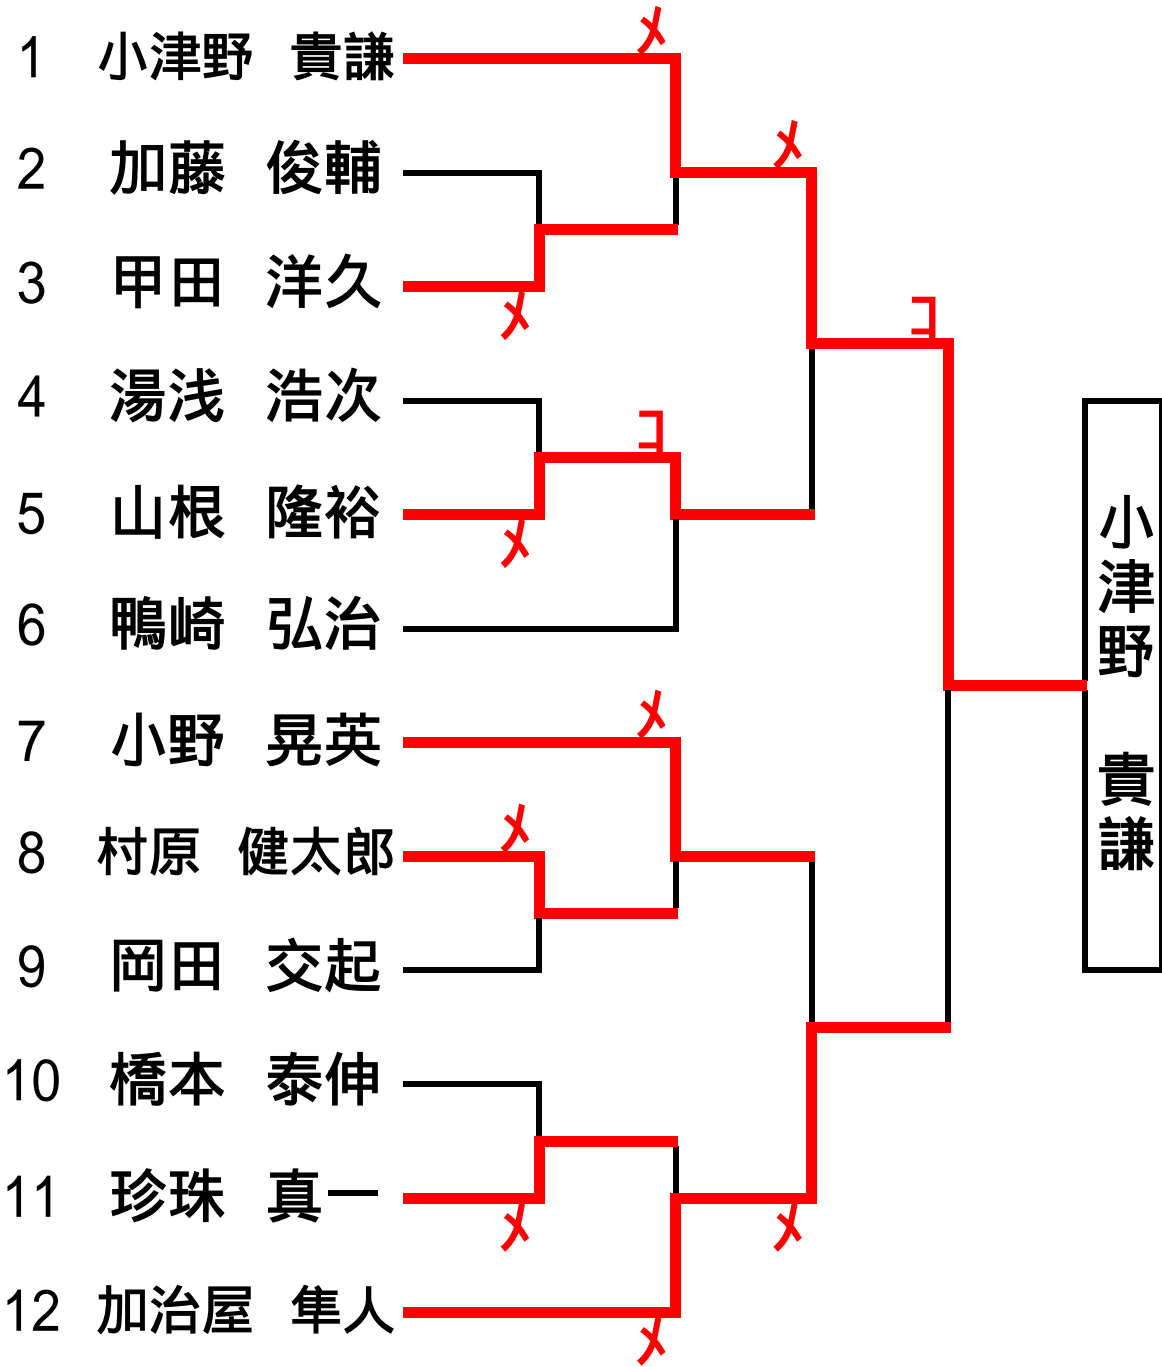 1 小津野 貴謙
2 加藤 俊輔
3 甲田 洋久
4 湯浅 浩次
5 山根 隆裕
6 鴨崎 弘治
7 小野 晃英
8 村原 健太郎
9 岡田 交起
10 橋本 泰伸
11 珍珠 真一
12 加治屋 隼人
メ
メ
メ
コ
コ
メ
メ
メ
メ
メ
メ
小津野 貴謙